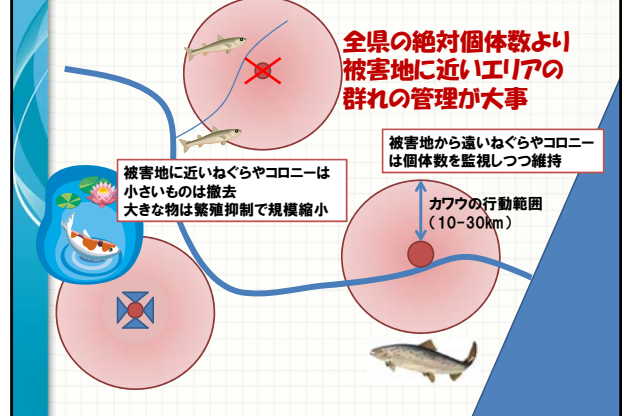 全県の絶対個体数より
被害地に近いエリアの
群れの管理が大事
被害地から遠いねぐらやコロニー
は個体数を監視しつつ維持
被害地に近いねぐらやコロニーは
小さいものは撤去
大きな物は繁殖抑制で規模縮小
カワウの行動範囲
（10-30km）